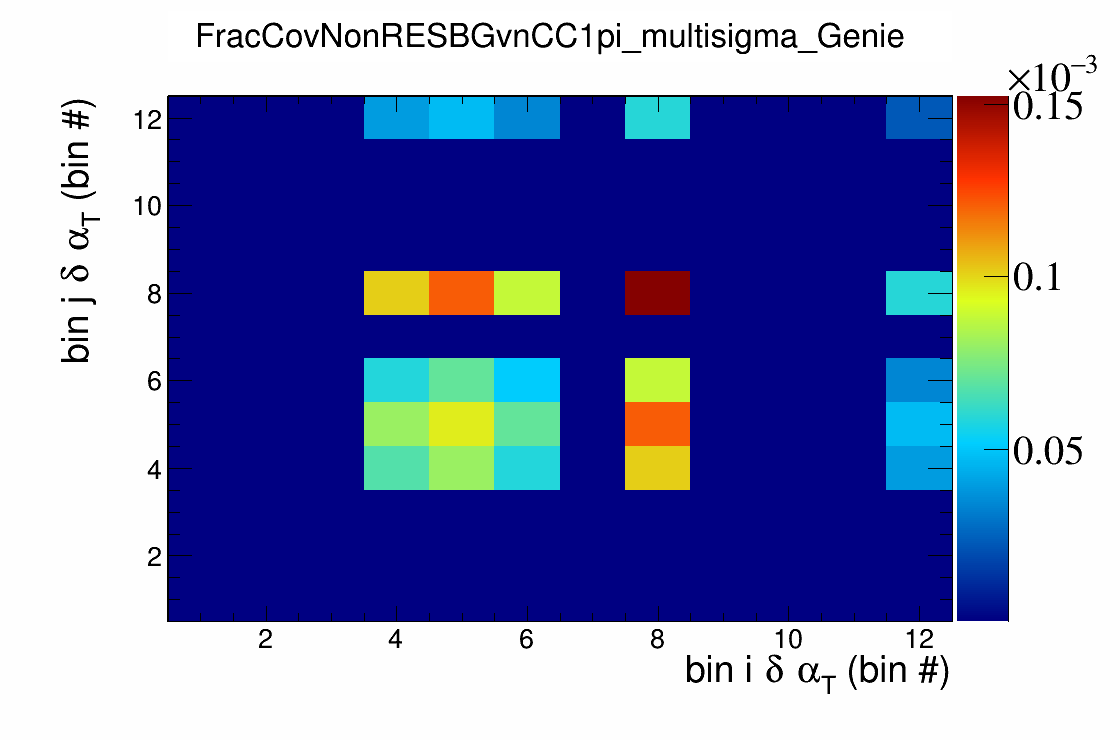 FracCovNonRESBGvnCC1pi_multisigma_Genie
×10⁻³
0.15
0.1
0.05
12
10
8
6
4
2
bin j δ α_T (bin #)
2 4 6 8 10 12
bin i δ α_T (bin #)